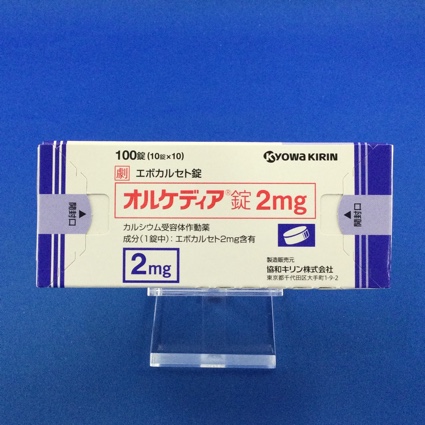 100錠(10錠×10)
KYOWA KIRIN
劇 エボカルセト錠
オルケディア®錠 2mg
カルシウム受容体作動薬
成分(1錠中):エボカルセト2mg含有
2mg
製造販売元
協和キリン株式会社
東京都千代田区大手町1-9-2
開封口
開封口